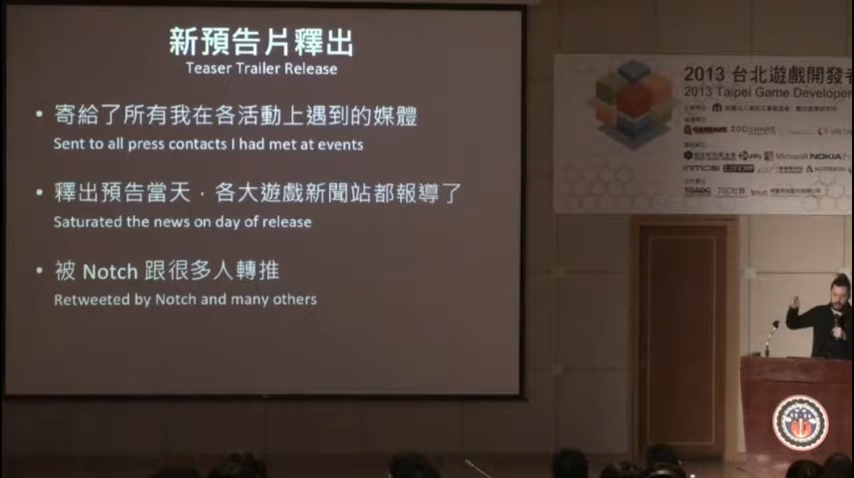 新預告片釋出
Teaser Trailer Release
• 寄給了所有我在各活動上遇到的媒體
Sent to all press contacts I had met at events
• 釋出預告當天，各大遊戲新聞站都報導了
Saturated the news on day of release
• 被 Notch 跟很多人轉推
Retweeted by Notch and many others
2013 台北遊戲開發者
2013 Taipei Game Developer
unity Microsoft NOKIA
TGADC